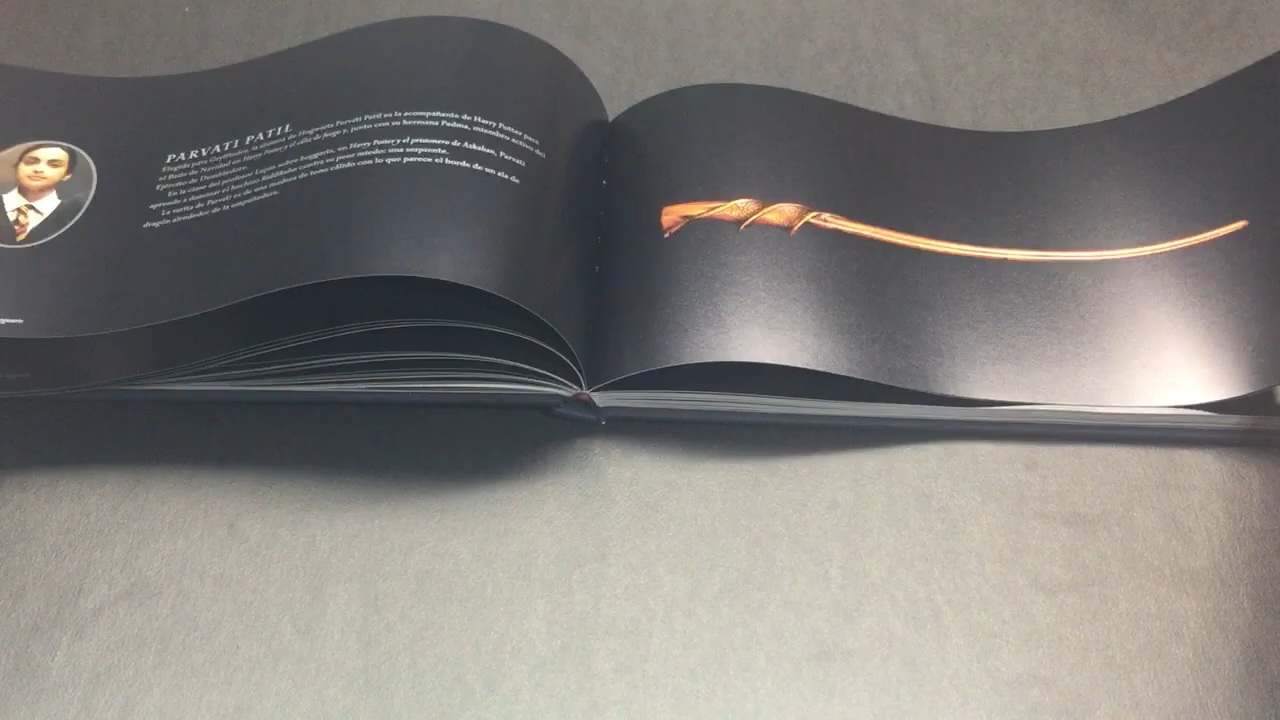 PARVATI PATIL
Elegida para Gryffindor, la alumna de Hogwarts Parvati Patil es la acompañante de Harry Potter para
el Baile de Navidad en Harry Potter y el cáliz de fuego y, junto con su hermana Padma, miembro activo del
Ejército de Dumbledore.
En la clase del profesor Lupin sobre boggarts, en Harry Potter y el prisionero de Azkaban, Parvati
aprende a dominar el hechizo Riddikulus contra su peor miedo: una serpiente.
La varita de Parvati es de una madera de tono cálido con lo que parece el borde de un ala de
dragón alrededor de la empuñadura.